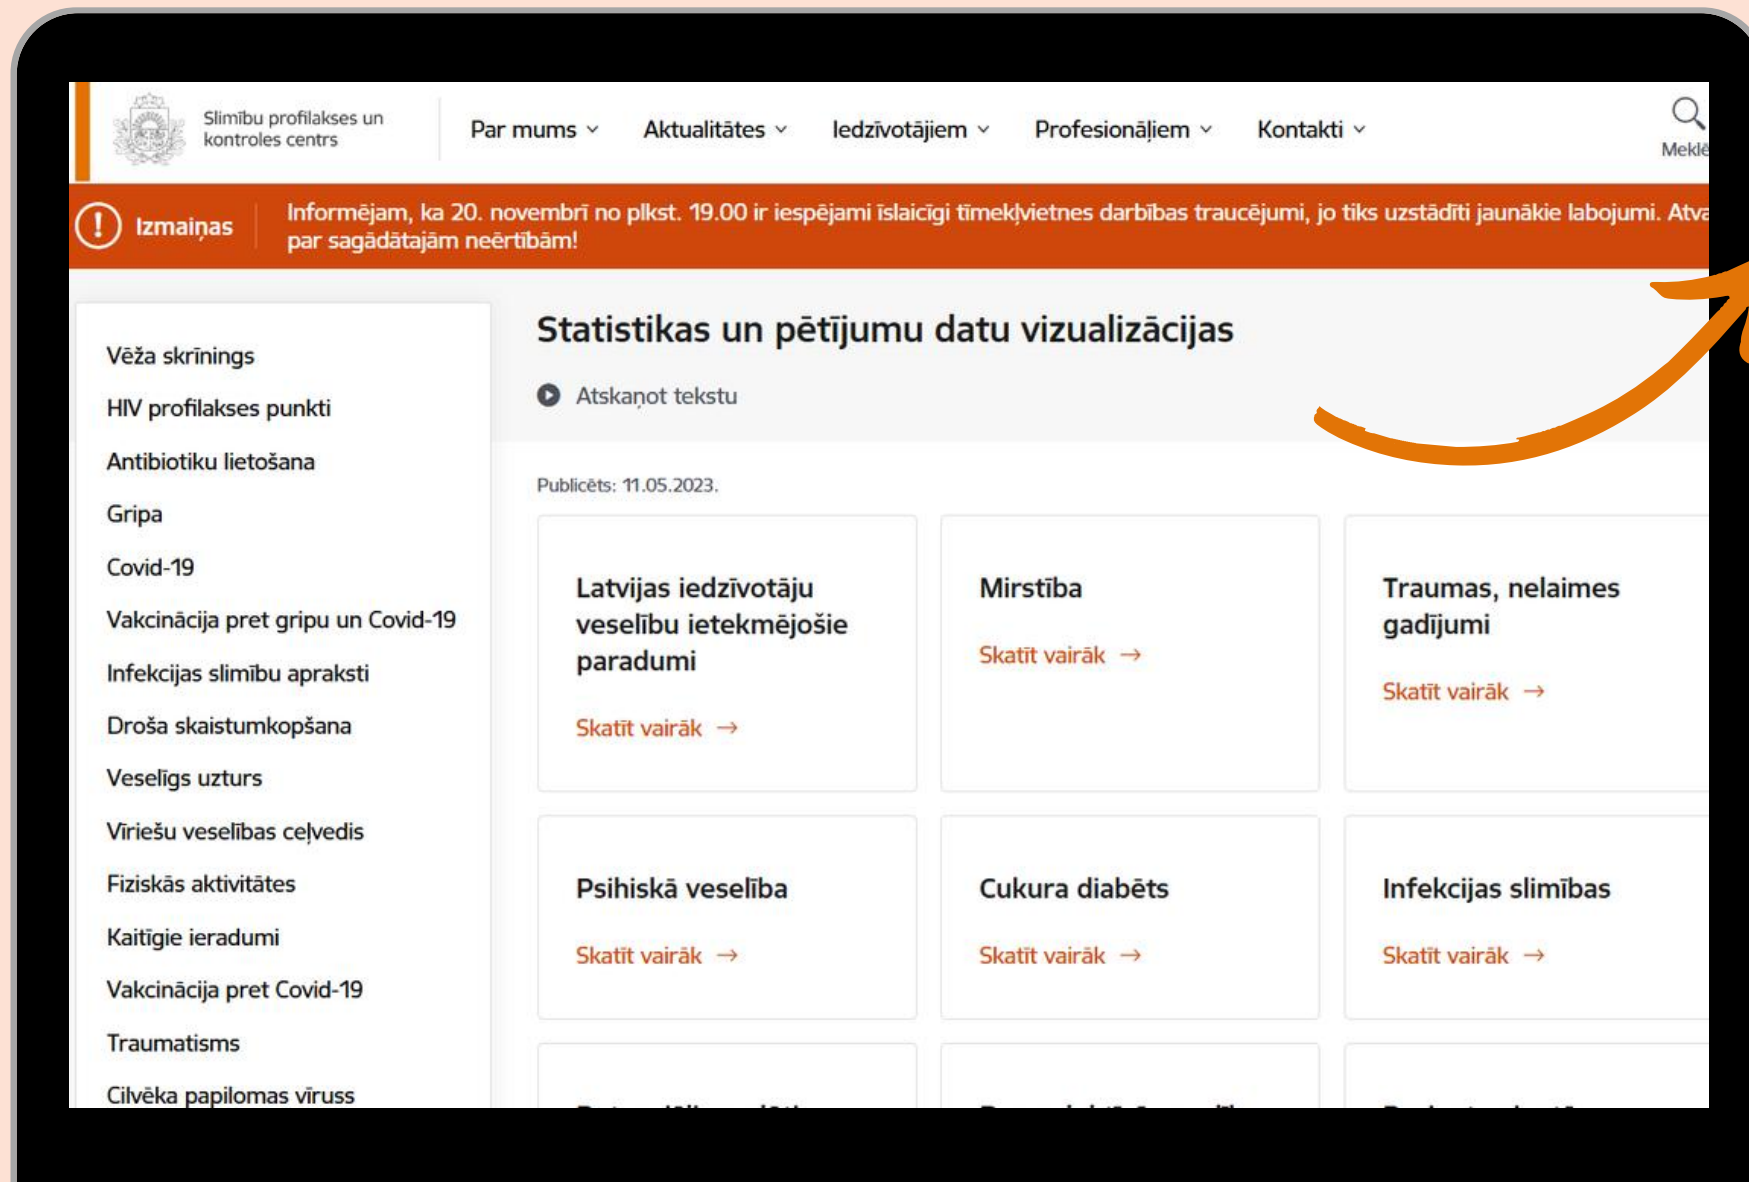 Slimību profilakses un
kontroles centrs
Par mums
Aktualitātes
Iedzīvotājiem
Profesionāļiem
Kontakti
Izmaiņas
Informējam, ka 20. novembrī no plkst. 19.00 ir iespējami īslaicīgi tīmekļvietnes darbības traucējumi, jo tiks uzstādīti jaunākie labojumi.
par sagādātajām neērtībām!
Vēža skrīnings
HIV profilakses punkti
Antibiotiku lietošana
Gripa
Covid-19
Vakcinācija pret gripu un Covid-19
Infekcijas slimību apraksti
Droša skaistumkopšana
Veselīgs uzturs
Vīriešu veselības ceļvedis
Fiziskās aktivitātes
Kaitīgie ieradumi
Vakcinācija pret Covid-19
Traumatisms
Cilvēka papilomas vīruss
Statistikas un pētījumu datu vizualizācijas
Atskaņot tekstu
Publicēts: 11.05.2023.
Latvijas iedzīvotāju
veselību ietekmējošie
paradumi
Skatīt vairāk →
Mirstība
Skatīt vairāk →
Traumas, nelaimes
gadījumi
Skatīt vairāk →
Psihiskā veselība
Skatīt vairāk →
Cukura diabēts
Skatīt vairāk →
Infekcijas slimības
Skatīt vairāk →